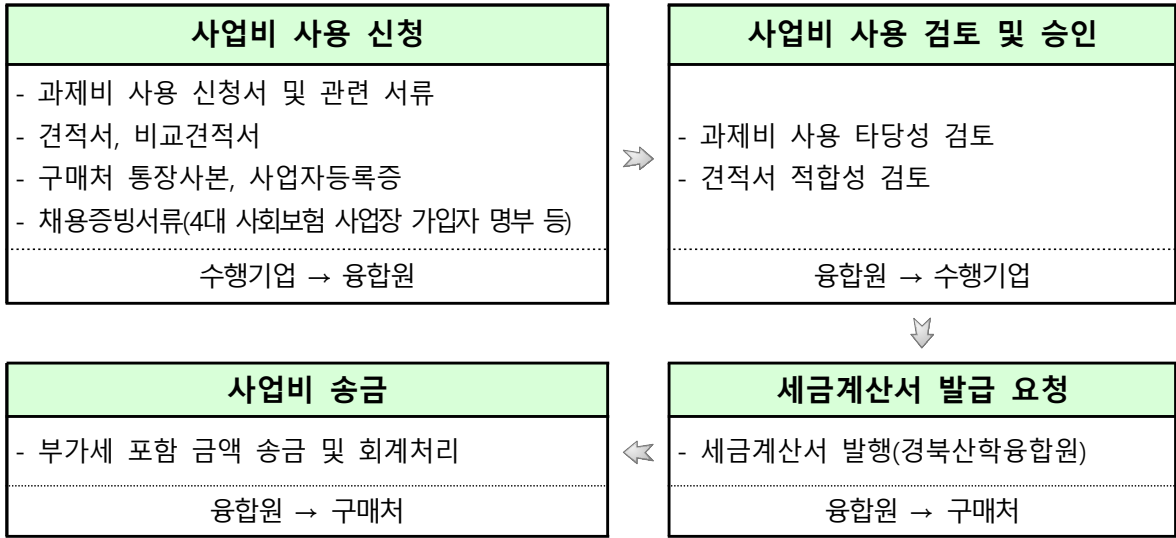 사업비 사용 신청
- 과제비 사용 신청서 및 관련 서류
- 견적서, 비교견적서
- 구매처 통장사본, 사업자등록증
- 채용증빙서류(4대 사회보험 사업장 가입자 명부 등)
수행기업 → 융합원
사업비 사용 검토 및 승인
- 과제비 사용 타당성 검토
- 견적서 적합성 검토
융합원 → 수행기업
세금계산서 발급 요청
- 세금계산서 발행(경북산학융합원)
융합원 → 구매처
사업비 송금
- 부가세 포함 금액 송금 및 회계처리
융합원 → 구매처